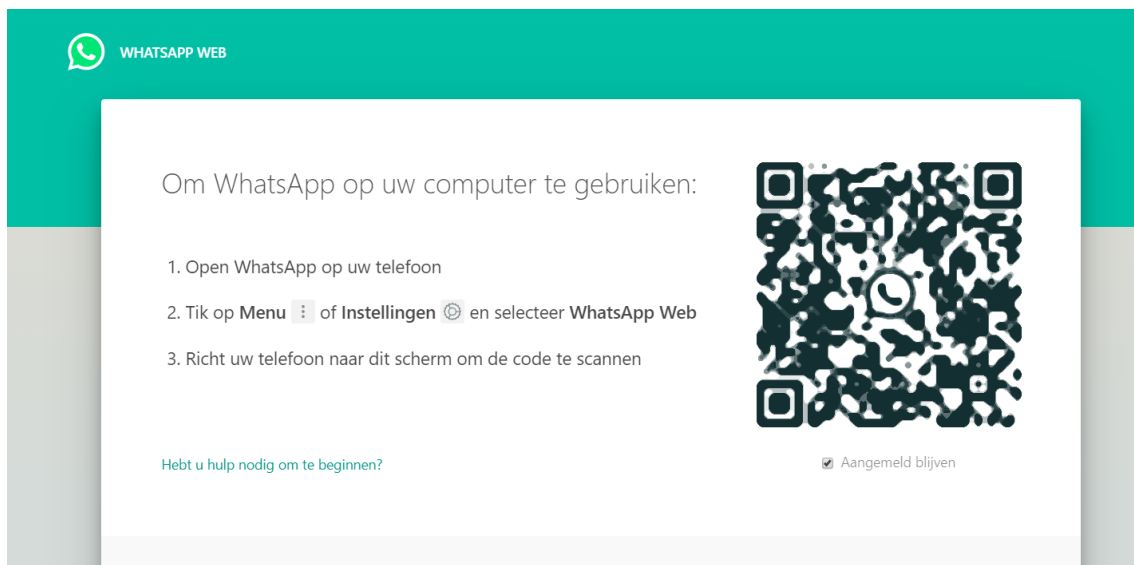 WHATSAPP WEB
Om WhatsApp op uw computer te gebruiken:
1. Open WhatsApp op uw telefoon
2. Tik op Menu of Instellingen en selecteer WhatsApp Web
3. Richt uw telefoon naar dit scherm om de code te scannen
Hebt u hulp nodig om te beginnen?
Aangemeld blijven